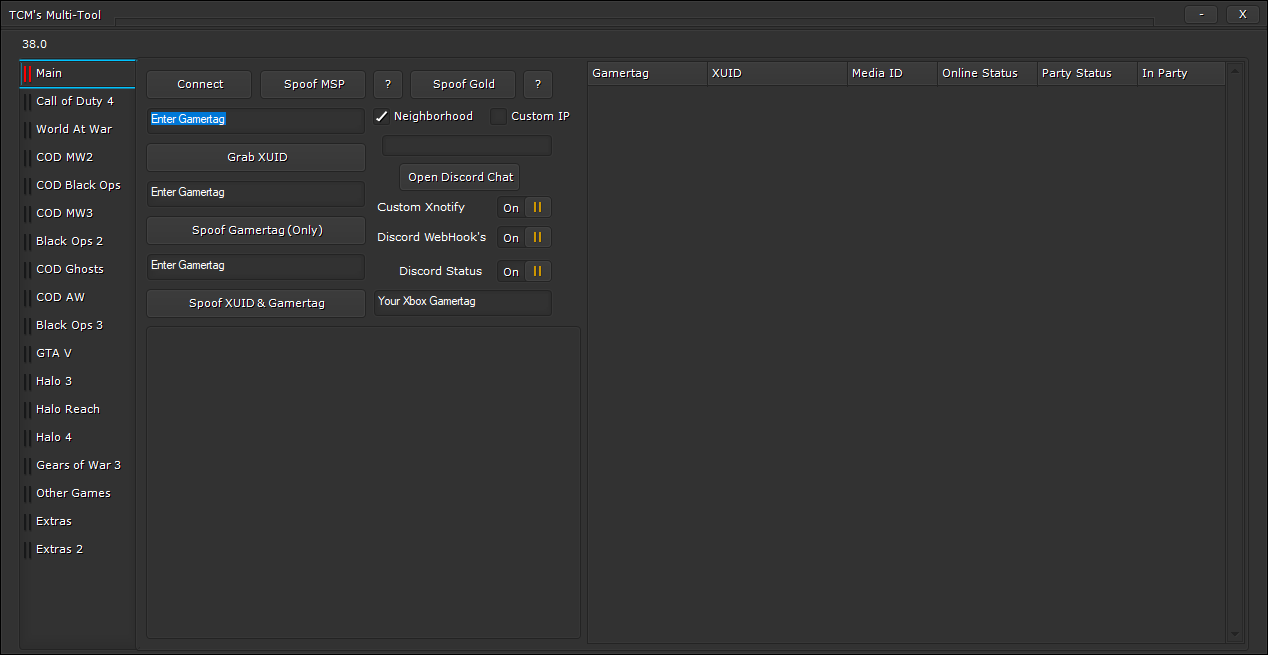 TCM's Multi-Tool
- X
38.0
Main
Call of Duty 4
World At War
COD MW2
COD Black Ops
COD MW3
Black Ops 2
COD Ghosts
COD AW
Black Ops 3
GTA V
Halo 3
Halo Reach
Halo 4
Gears of War 3
Other Games
Extras
Extras 2
Connect Spoof MSP ? Spoof Gold ?
Enter Gamertag
Neighborhood Custom IP
Grab XUID
Open Discord Chat
Enter Gamertag
Custom Xnotify On
Spoof Gamertag (Only)
Discord WebHook's On
Enter Gamertag
Discord Status On
Spoof XUID & Gamertag
Your Xbox Gamertag
Gamertag XUID Media ID Online Status Party Status In Party